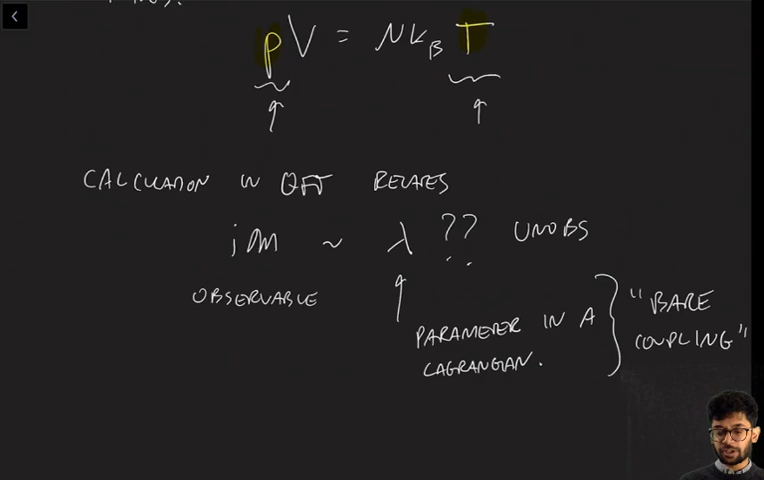 pV = Nk_B T
CALCULATION IN QFT RELATES
iM ~ λ ?? UNOBS
OBSERVABLE
PARAMETER IN A
LAGRANGIAN.
"BARE
COUPLING"